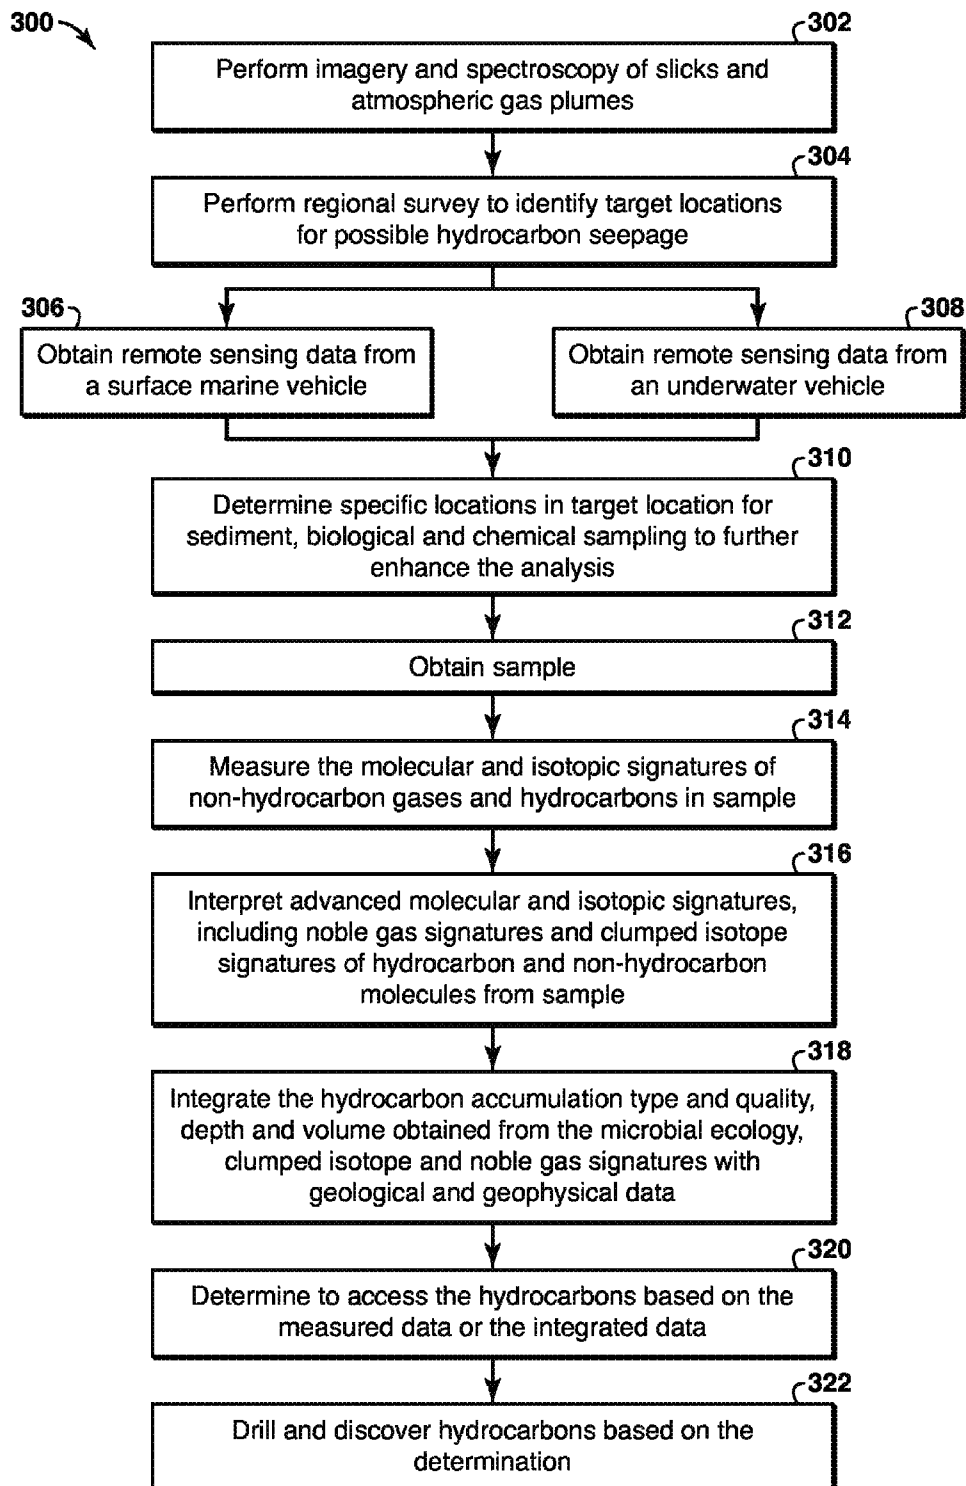 300
302
Perform imagery and spectroscopy of slicks and
atmospheric gas plumes
304
Perform regional survey to identify target locations
for possible hydrocarbon seepage
306
Obtain remote sensing data from
a surface marine vehicle
308
Obtain remote sensing data from
an underwater vehicle
310
Determine specific locations in target location for
sediment, biological and chemical sampling to further
enhance the analysis
312
Obtain sample
314
Measure the molecular and isotopic signatures of
non-hydrocarbon gases and hydrocarbons in sample
316
Interpret advanced molecular and isotopic signatures,
including noble gas signatures and clumped isotope
signatures of hydrocarbon and non-hydrocarbon
molecules from sample
318
Integrate the hydrocarbon accumulation type and quality,
depth and volume obtained from the microbial ecology,
clumped isotope and noble gas signatures with
geological and geophysical data
320
Determine to access the hydrocarbons based on the
measured data or the integrated data
322
Drill and discover hydrocarbons based on the
determination